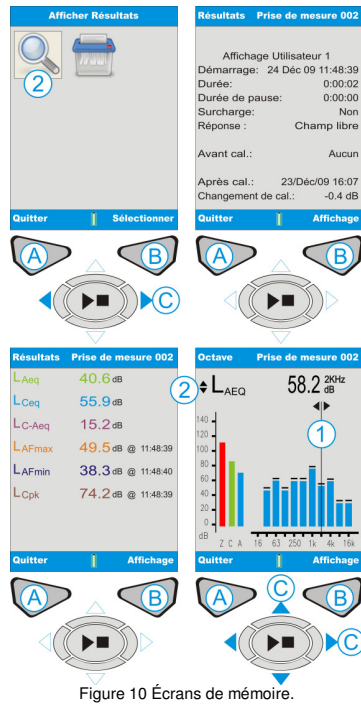 Afficher Résultats
2
Quitter Sélectionner
A B
C
Résultats Prise de mesure 002
Affichage Utilisateur 1
Démarrage: 24 Déc 09 11:48:39
Durée: 0:00:02
Durée de pause: 0:00:00
Surcharge: Non
Réponse : Champ libre
Avant cal.: Aucun
Après cal.: 23/Déc/09 16:07
Changement de cal.: -0.4 dB
Quitter Affichage
A B
Résultats Prise de mesure 002
LAeq 40.6 dB
LCeq 55.9 dB
LC-Aeq 15.2 dB
LAFmax 49.5 dB @ 11:48:39
LAFmin 38.3 dB @ 11:48:40
LCpk 74.2 dB @ 11:48:39
Quitter Affichage
A B
Octave Prise de mesure 002
2 LAEQ 58.2 2KHz dB
1
140
120
100
80
60
40
20
0
dB Z C A 16 63 250 1k 4k 16k
Quitter Affichage
A C B
C
Figure 10 Écrans de mémoire.